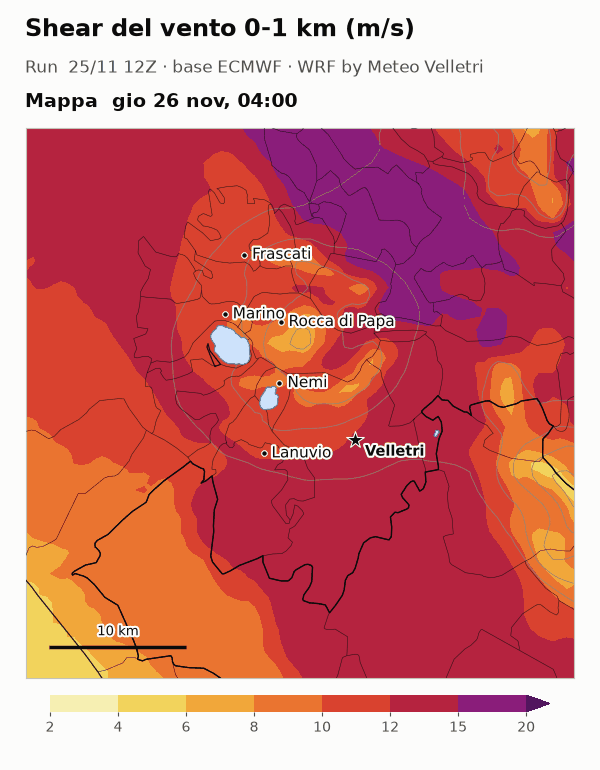 Shear del vento 0-1 km (m/s)
Run  25/11 12Z · base ECMWF · WRF by Meteo Velletri
Mappa  gio 26 nov, 04:00
Frascati
Marino
Rocca di Papa
Nemi
Velletri
Lanuvio
10 km
2 4 6 8 10 12 15 20